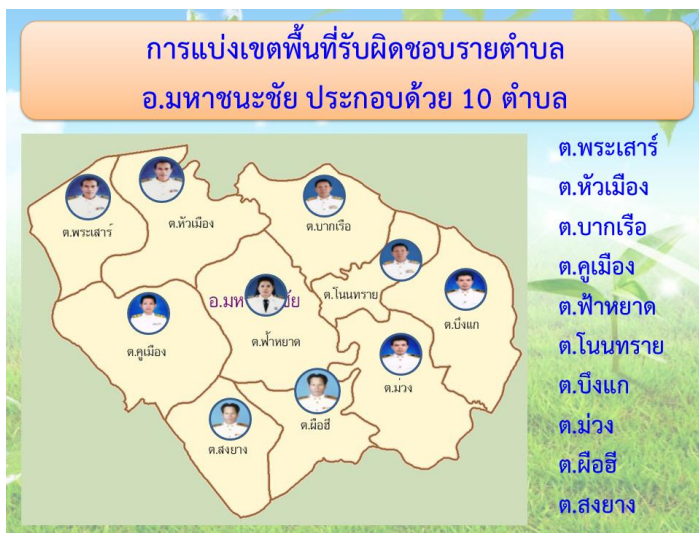 การแบ่งเขตพื้นที่รับผิดชอบรายตำบล
อ.มหาชนะชัย ประกอบด้วย 10 ตำบล
ต.พระเสาร์
ต.หัวเมือง
ต.บากเรือ
ต.โนนทราย
อ.มห
ชัย
ต.บึงแก
ต.คูเมือง
ต.ฟ้าหยาด
ต.ม่วง
ต.ผือฮี
ต.สงยาง
ต.พระเสาร์
ต.หัวเมือง
ต.บากเรือ
ต.คูเมือง
ต.ฟ้าหยาด
ต.โนนทราย
ต.บึงแก
ต.ม่วง
ต.ผือฮี
ต.สงยาง